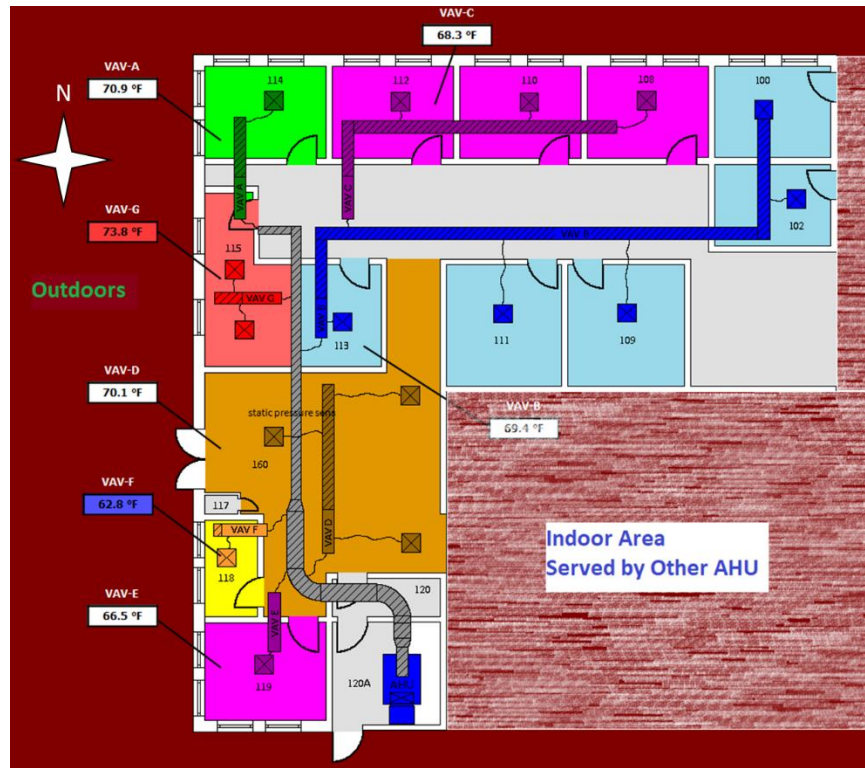 VAV-C
68.3 °F
VAV-A
70.9 °F
114
112
110
108
100
N
VAV A
VAV C
102
VAV-G
73.8 °F
115
VAV B
Outdoors
VAV G
VAV B
113
111
109
VAV-D
70.1 °F
static pressure sens
VAV-B
69.4 °F
160
117
VAV-F
62.8 °F
VAV F
VAV D
118
Indoor Area
Served by Other AHU
VAV-E
66.5 °F
VAV E
120
119
120A
AHU